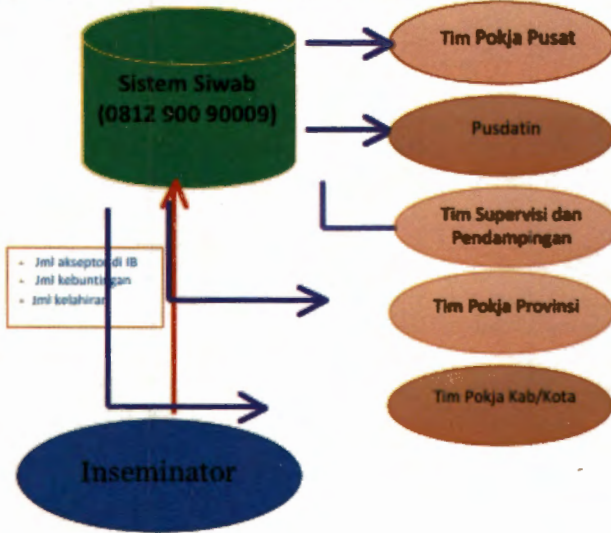 Sistem Siwab
(0812 900 90009)
Tim Pokja Pusat
Pusdatin
Tim Supervisi dan
Pendampingan
- Jml akseptor di IB
- Jml kebuntingan
- Jml kelahiran
Tim Pokja Provinsi
Tim Pokja Kab/Kota
Inseminator